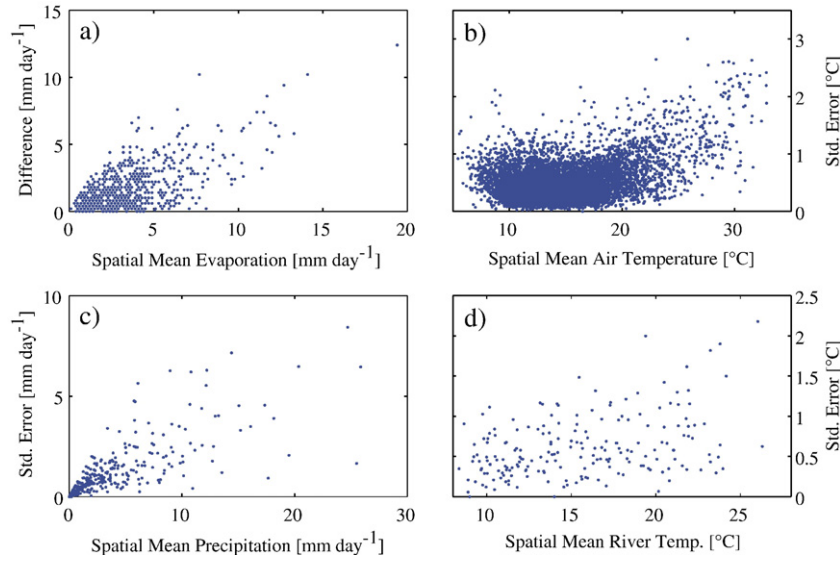 a)
Difference [mm day⁻¹]
15
10
5
0
0 5 10 15 20
Spatial Mean Evaporation [mm day⁻¹]
b)
Std. Error [°C]
3
2
1
0
10 20 30
Spatial Mean Air Temperature [°C]
c)
Std. Error [mm day⁻¹]
10
5
0
0 10 20 30
Spatial Mean Precipitation [mm day⁻¹]
d)
Std. Error [°C]
2.5
2
1.5
1
0.5
0
10 15 20 25
Spatial Mean River Temp. [°C]